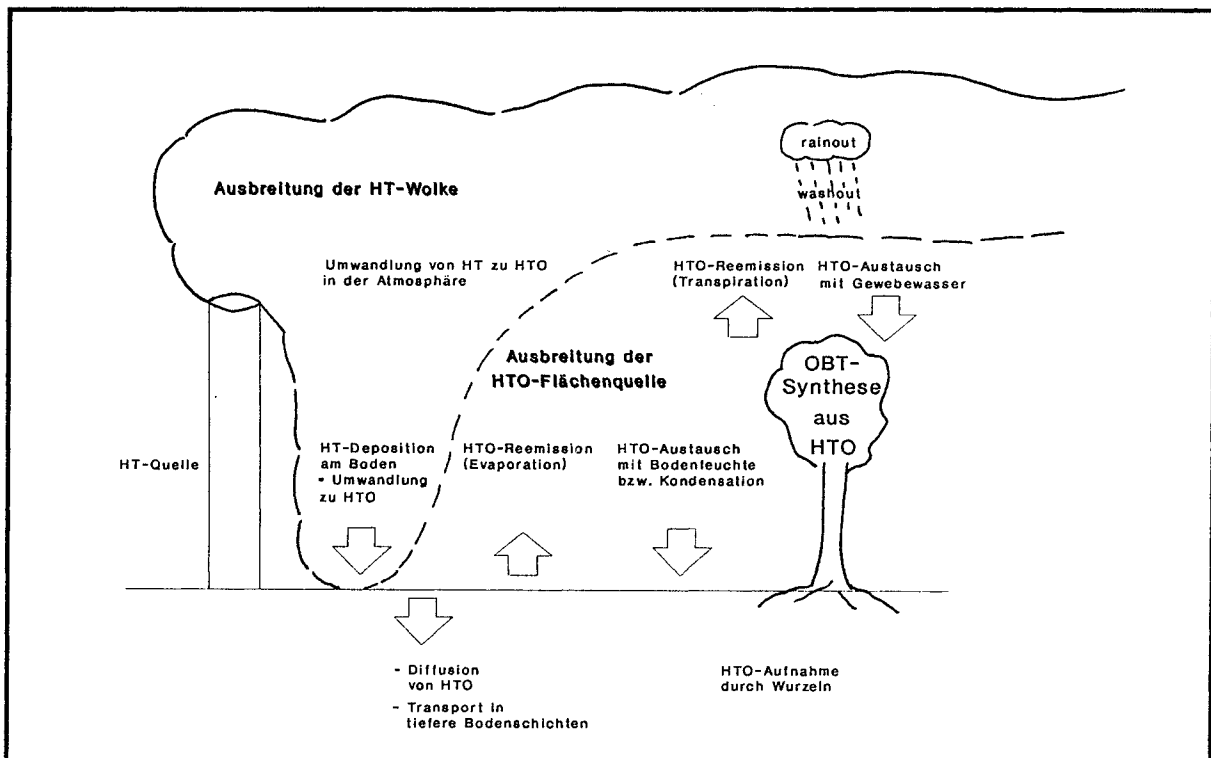 rainout
washout
Ausbreitung der HT-Wolke
Umwandlung von HT zu HTO
in der Atmosphäre
HTO-Reemission
(Transpiration)
HTO-Austausch
mit Gewebewasser
Ausbreitung der
HTO-Flächenquelle
OBT-
Synthese
aus
HTO
HT-Quelle
HT-Deposition
am Boden
- Umwandlung
zu HTO
HTO-Reemission
(Evaporation)
HTO-Austausch
mit Bodenfeuchte
bzw. Kondensation
- Diffusion
von HTO
- Transport in
tiefere Bodenschichten
HTO-Aufnahme
durch Wurzeln